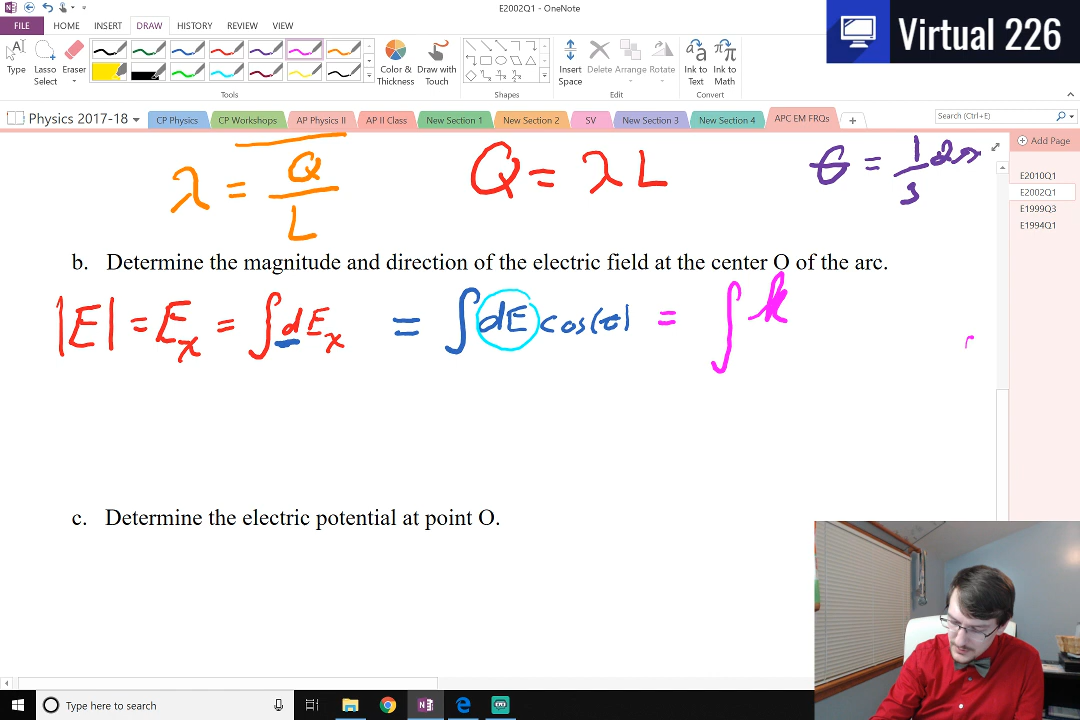 E2002Q1 - OneNote
Virtual 226
FILE HOME INSERT DRAW HISTORY REVIEW VIEW
Type Lasso Select Eraser Color & Thickness Draw with Touch Insert Space Delete Arrange Rotate Ink to Text Ink to Math
Tools Shapes Edit Convert
Physics 2017-18 CP Physics CP Workshops AP Physics II AP II Class New Section 1 New Section 2 SV New Section 3 New Section 4 APC EM FRQs + Search (Ctrl+E)
Add Page
E2010Q1
E2002Q1
E1999Q3
E1994Q1
λ = Q/L Q = λ L θ = 1/3 2π
b. Determine the magnitude and direction of the electric field at the center O of the arc.
|E| = Eₓ = ∫dEₓ = ∫dE cos(θ) = ∫ k
c. Determine the electric potential at point O.
Type here to search